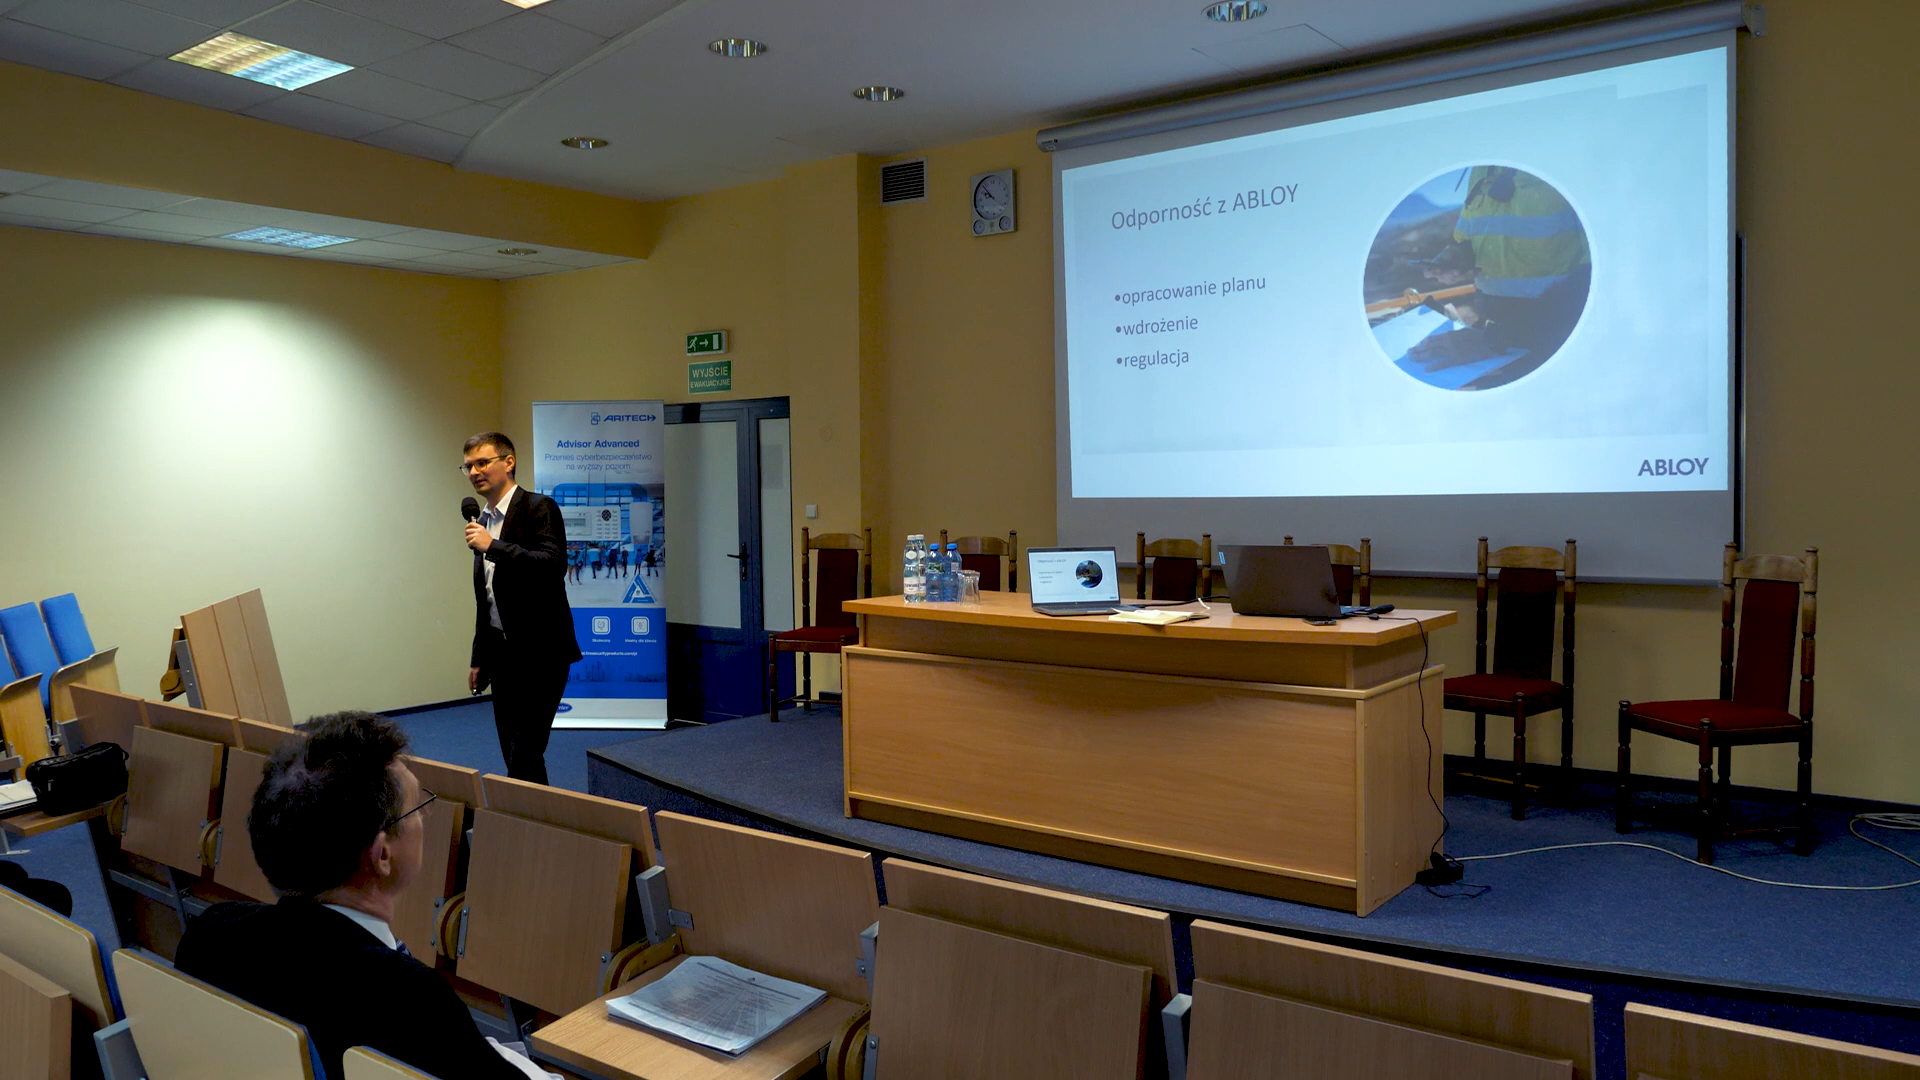 Odporność z ABLOY
•opracowanie planu
•wdrożenie
•regulacja
ABLOY
WYJŚCIE
EWAKUACYJNE
ARITECH
Advisor Advanced
Przenieś cyberbezpieczeństwo
na wyższy poziom